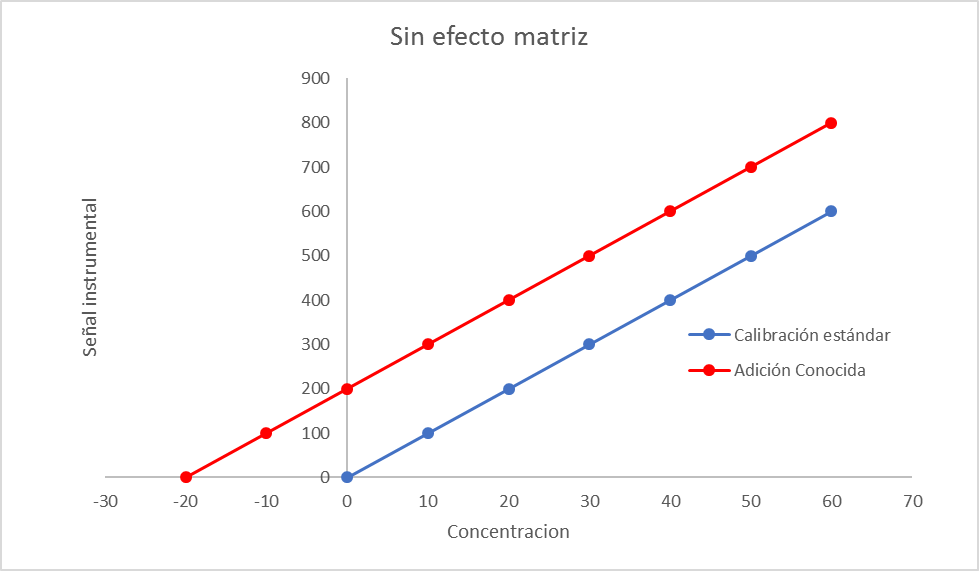 Sin efecto matriz
900
800
700
600
500
400
300
200
100
0
-30 -20 -10 0 10 20 30 40 50 60 70
Señal instrumental
Concentracion
Calibración estándar
Adición Conocida